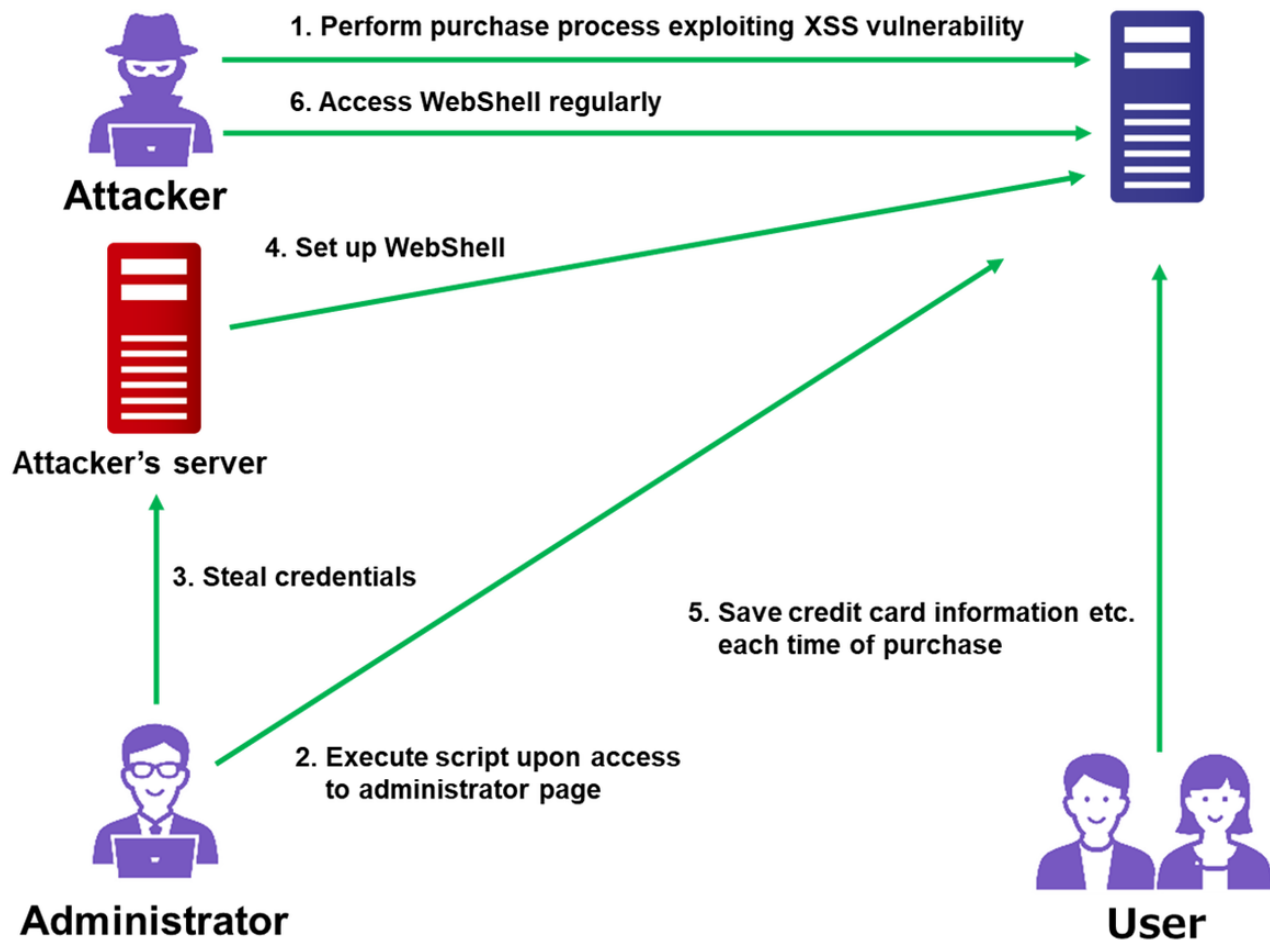 1. Perform purchase process exploiting XSS vulnerability
6. Access WebShell regularly
Attacker
4. Set up WebShell
Attacker’s server
3. Steal credentials
5. Save credit card information etc.
each time of purchase
2. Execute script upon access
to administrator page
Administrator
User